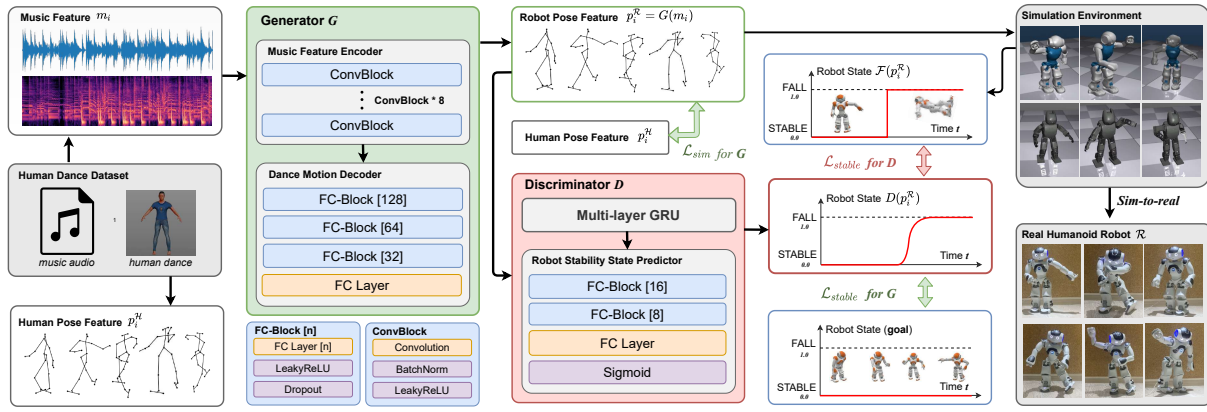 Music Feature m_i
Human Dance Dataset
music audio
human dance
Human Pose Feature p_i^ℋ
Generator G
Music Feature Encoder
ConvBlock
ConvBlock * 8
ConvBlock
Dance Motion Decoder
FC-Block [128]
FC-Block [64]
FC-Block [32]
FC Layer
FC-Block [n]
FC Layer [n]
LeakyReLU
Dropout
ConvBlock
Convolution
BatchNorm
LeakyReLU
Robot Pose Feature p_i^ℛ = G(m_i)
Human Pose Feature p_i^ℋ
ℒ_sim for G
Discriminator D
Multi-layer GRU
Robot Stability State Predictor
FC-Block [16]
FC-Block [8]
FC Layer
Sigmoid
Robot State ℱ(p_i^ℛ)
FALL
1.0
STABLE
0.0
Time t
ℒ_stable for D
Robot State D(p_i^ℛ)
FALL
1.0
STABLE
0.0
Time t
ℒ_stable for G
Robot State (goal)
FALL
1.0
STABLE
0.0
Time t
Simulation Environment
Sim-to-real
Real Humanoid Robot ℛ